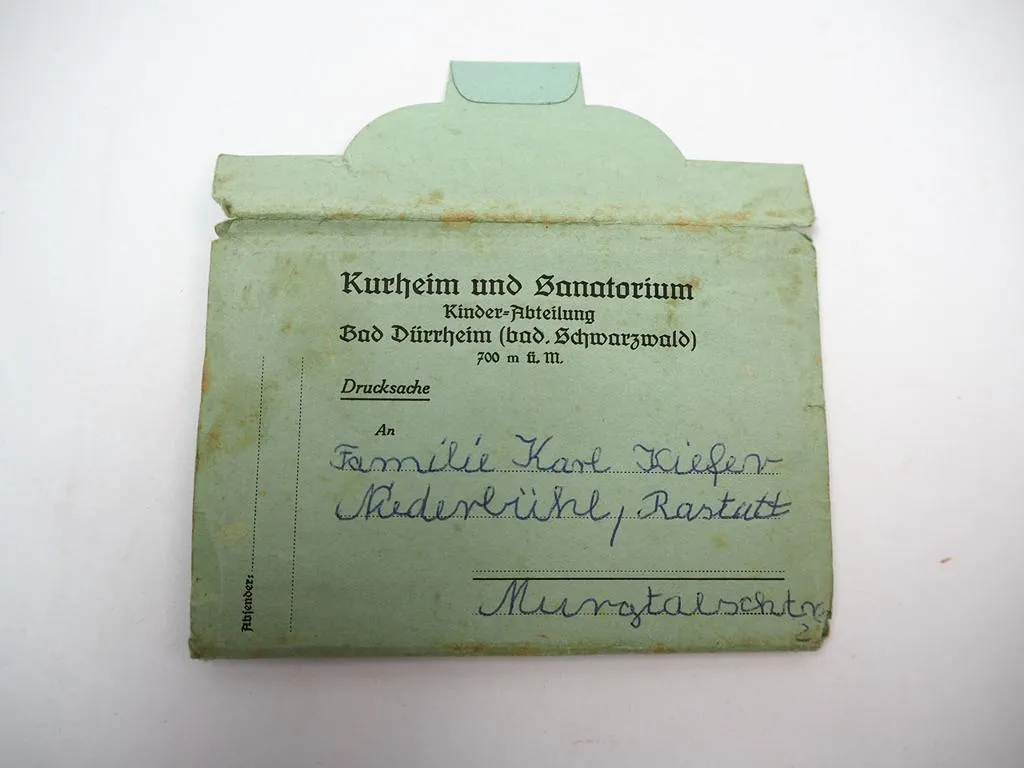 Kurheim und Sanatorium
Kinder-Abteilung
Bad Dürrheim (bad. Schwarzwald)
700 m ü. M.
Drucksache
An
Familie Karl Kiefer
Niederbühl, Rastatt
Murgtalschtr
2
Absender: